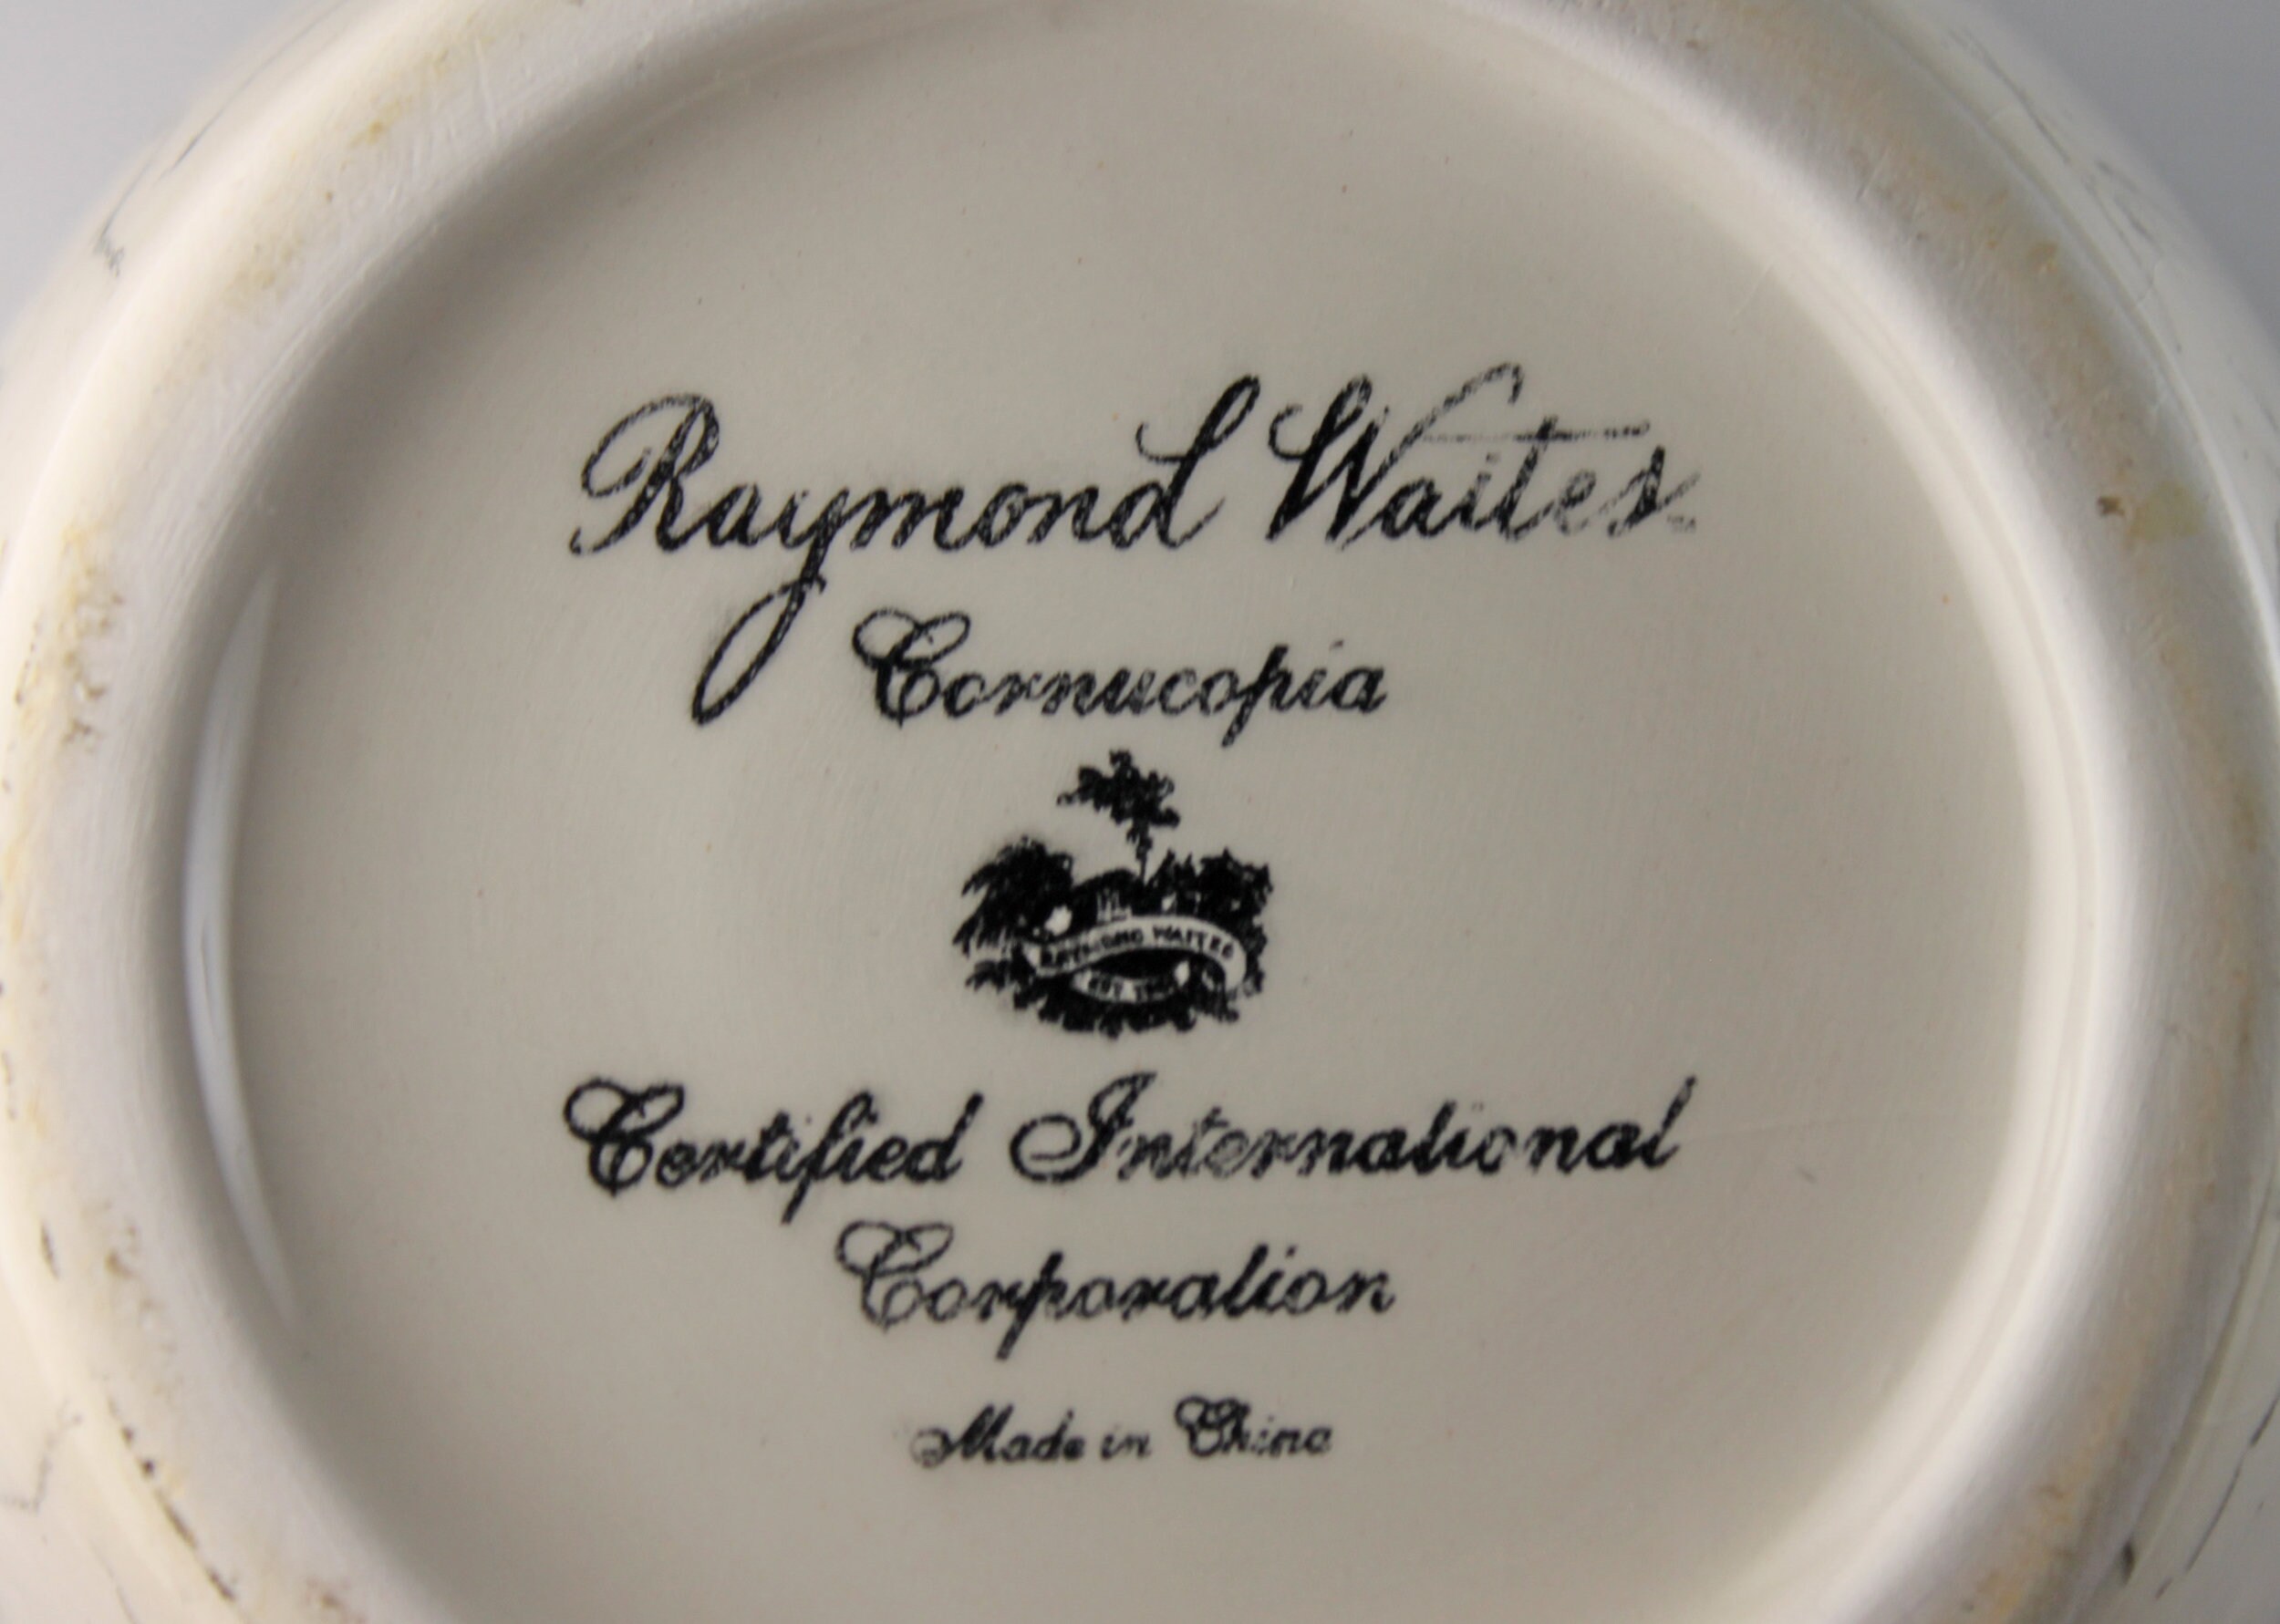 Raymond Waites
Cornucopia
RAYMOND WAITES
Certified International
Corporation
Made in China